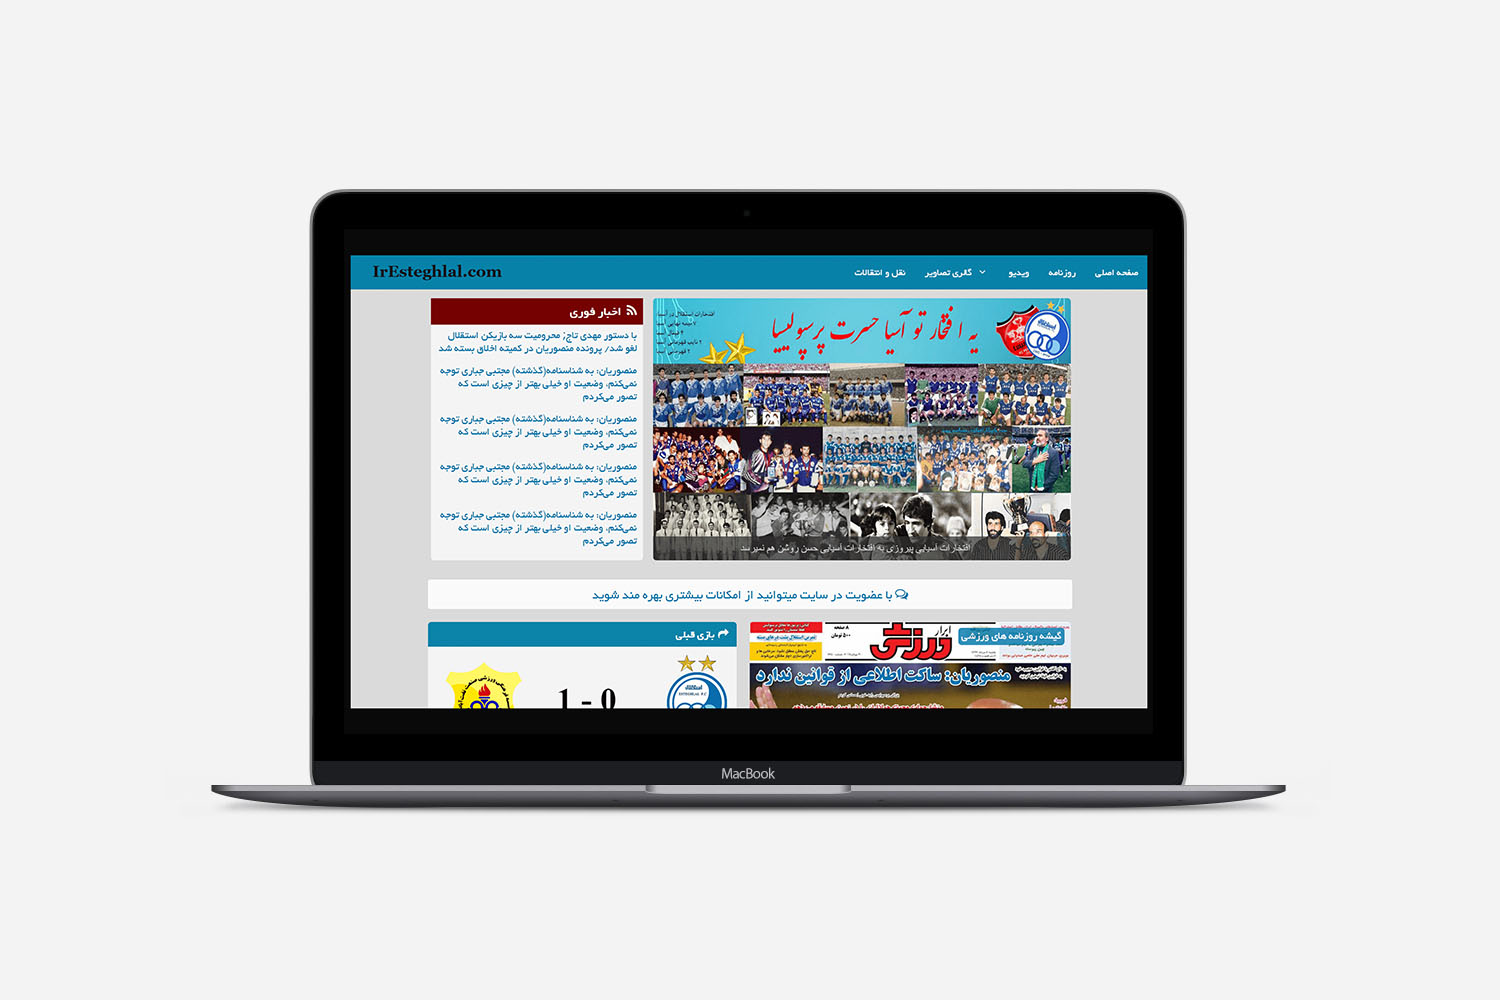 IrEsteghlal.com
صفحه اصلی
روزنامه
ویدیو
گالری تصاویر
نقل و انتقالات
یه افتخار تو آسیا حسرت پرسپولیسیا
افتخارات آسیایی پیروزی به افتخارات آسیایی حسن روشن هم نمیرسد
اخبار فوری
با دستور مهدی تاج; محرومیت سه بازیکن استقلال
لغو شد/ پرونده منصوریان در کمیته اخلاق بسته شد
منصوریان: به شناسنامه(گذشته) مجتبی جباری توجه
نمی‌کنم، وضعیت او خیلی بهتر از چیزی است که
تصور می‌کردم
منصوریان: به شناسنامه(گذشته) مجتبی جباری توجه
نمی‌کنم، وضعیت او خیلی بهتر از چیزی است که
تصور می‌کردم
منصوریان: به شناسنامه(گذشته) مجتبی جباری توجه
نمی‌کنم، وضعیت او خیلی بهتر از چیزی است که
تصور می‌کردم
منصوریان: به شناسنامه(گذشته) مجتبی جباری توجه
نمی‌کنم، وضعیت او خیلی بهتر از چیزی است که
تصور می‌کردم
با عضویت در سایت میتوانید از امکانات بیشتری بهره مند شوید
گیشه روزنامه های ورزشی
ابرار
ورزشی
۸ صفحه
۵۰۰ تومان
منصوریان: ساکت اطلاعی از قوانین ندارد
بازی قبلی
1 - 0
MacBook